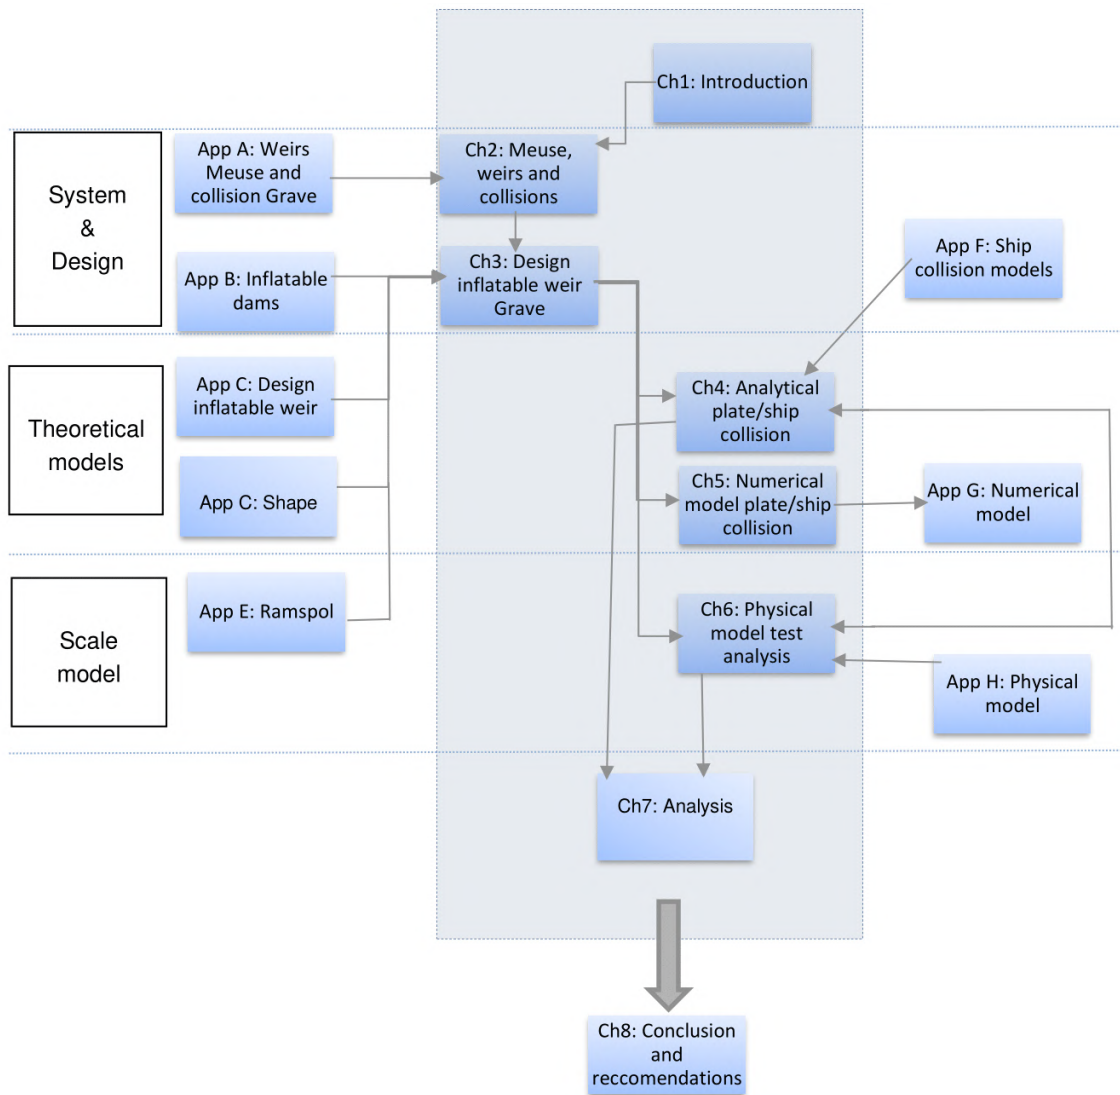 Ch1: Introduction
System
&
Design
App A: Weirs
Meuse and
collision Grave
Ch2: Meuse,
weirs and
collisions
App B: Inflatable
dams
Ch3: Design
inflatable weir
Grave
App F: Ship
collision models
Theoretical
models
App C: Design
inflatable weir
App C: Shape
Ch4: Analytical
plate/ship
collision
Ch5: Numerical
model plate/ship
collision
App G: Numerical
model
Scale
model
App E: Ramspol
Ch6: Physical
model test
analysis
App H: Physical
model
Ch7: Analysis
Ch8: Conclusion
and
reccomendations